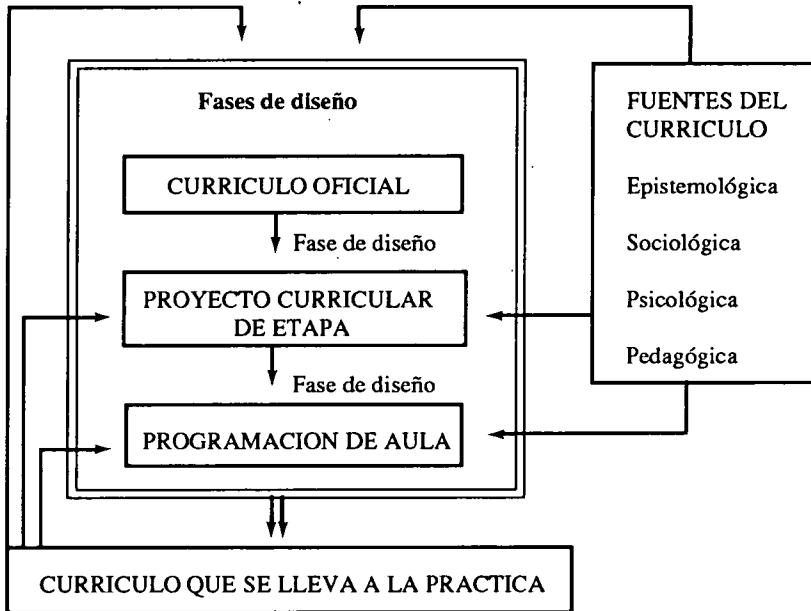 Fases de diseño
CURRICULO OFICIAL
Fase de diseño
PROYECTO CURRICULAR
DE ETAPA
Fase de diseño
PROGRAMACION DE AULA
CURRICULO QUE SE LLEVA A LA PRACTICA
FUENTES DEL
CURRICULO
Epistemológica
Sociológica
Psicológica
Pedagógica